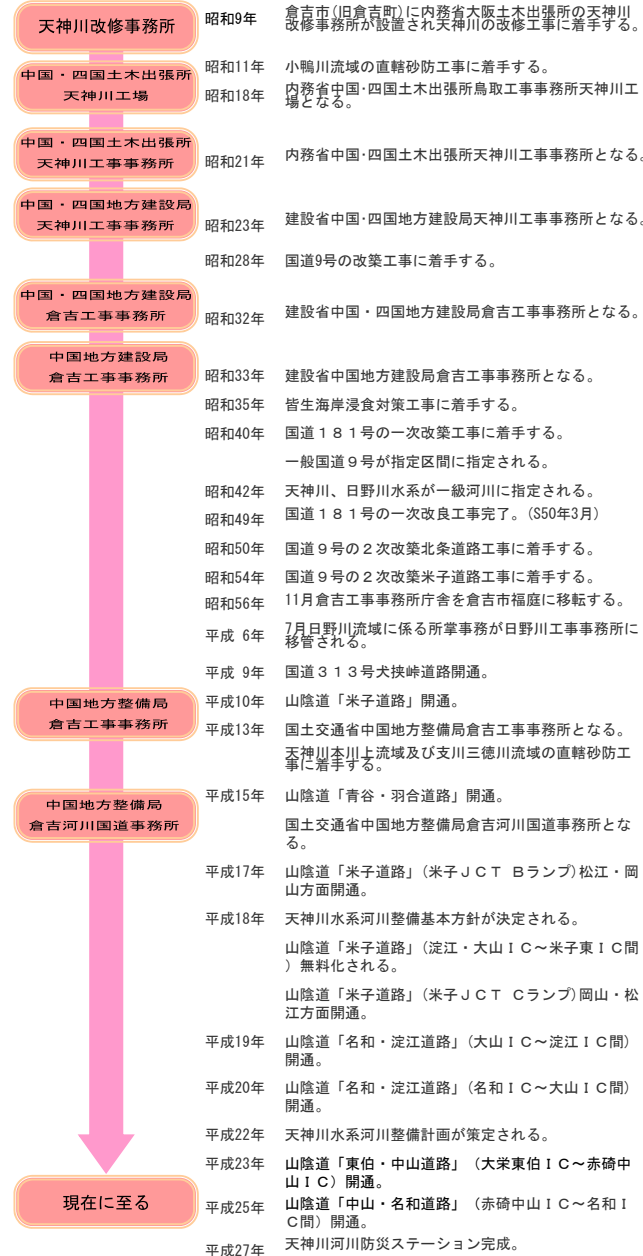 天神川改修事務所
昭和9年
倉吉市(旧倉吉町)に内務省大阪土木出張所の天神川
改修事務所が設置され天神川の改修工事に着手する。
中国・四国土木出張所
天神川工場
昭和11年
小鴨川流域の直轄砂防工事に着手する。
昭和18年
内務省中国・四国土木出張所鳥取工事事務所天神川工
場となる。
中国・四国土木出張所
天神川工事事務所
昭和21年
内務省中国・四国土木出張所天神川工事事務所となる。
中国・四国地方建設局
天神川工事事務所
昭和23年
建設省中国・四国地方建設局天神川工事事務所となる。
昭和28年
国道9号の改築工事に着手する。
中国・四国地方建設局
倉吉工事事務所
昭和32年
建設省中国・四国地方建設局倉吉工事事務所となる。
中国地方建設局
倉吉工事事務所
昭和33年
建設省中国地方建設局倉吉工事事務所となる。
昭和35年
皆生海岸浸食対策工事に着手する。
昭和40年
国道181号の一次改築工事に着手する。
一般国道9号が指定区間に指定される。
昭和42年
天神川、日野川水系が一級河川に指定される。
昭和49年
国道181号の一次改良工事完了。(S50年3月)
昭和50年
国道9号の2次改築北条道路工事に着手する。
昭和54年
国道9号の2次改築米子道路工事に着手する。
昭和56年
11月倉吉工事事務所庁舎を倉吉市福庭に移転する。
平成 6年
7月日野川流域に係る所掌事務が日野川工事事務所に
移管される。
平成 9年
国道313号犬挟峠道路開通。
中国地方整備局
倉吉工事事務所
平成10年
山陰道「米子道路」開通。
平成13年
国土交通省中国地方整備局倉吉工事事務所となる。
天神川本川上流域及び支川三徳川流域の直轄砂防工
事に着手する。
中国地方整備局
倉吉河川国道事務所
平成15年
山陰道「青谷・羽合道路」開通。
国土交通省中国地方整備局倉吉河川国道事務所とな
る。
平成17年
山陰道「米子道路」(米子JCT Bランプ)松江・岡
山方面開通。
平成18年
天神川水系河川整備基本方針が決定される。
山陰道「米子道路」(淀江・大山IC～米子東IC間
)無料化される。
山陰道「米子道路」(米子JCT Cランプ)岡山・松
江方面開通。
平成19年
山陰道「名和・淀江道路」(大山IC～淀江IC間)
開通。
平成20年
山陰道「名和・淀江道路」(名和IC～大山IC間)
開通。
平成22年
天神川水系河川整備計画が策定される。
平成23年
山陰道「東伯・中山道路」(大栄東伯IC～赤碕中
山IC)開通。
現在に至る
平成25年
山陰道「中山・名和道路」(赤碕中山IC～名和I
C間)開通。
平成27年
天神川河川防災ステーション完成。